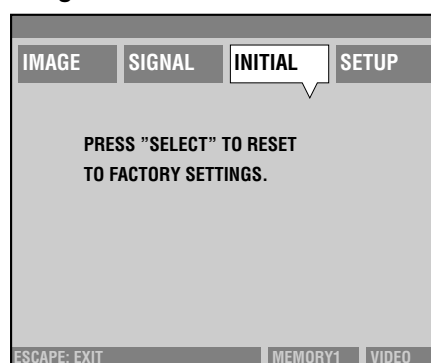 IMAGE SIGNAL INITIAL SETUP
PRESS ”SELECT” TO RESET
TO FACTORY SETTINGS.
ESCAPE: EXIT MEMORY1 VIDEO